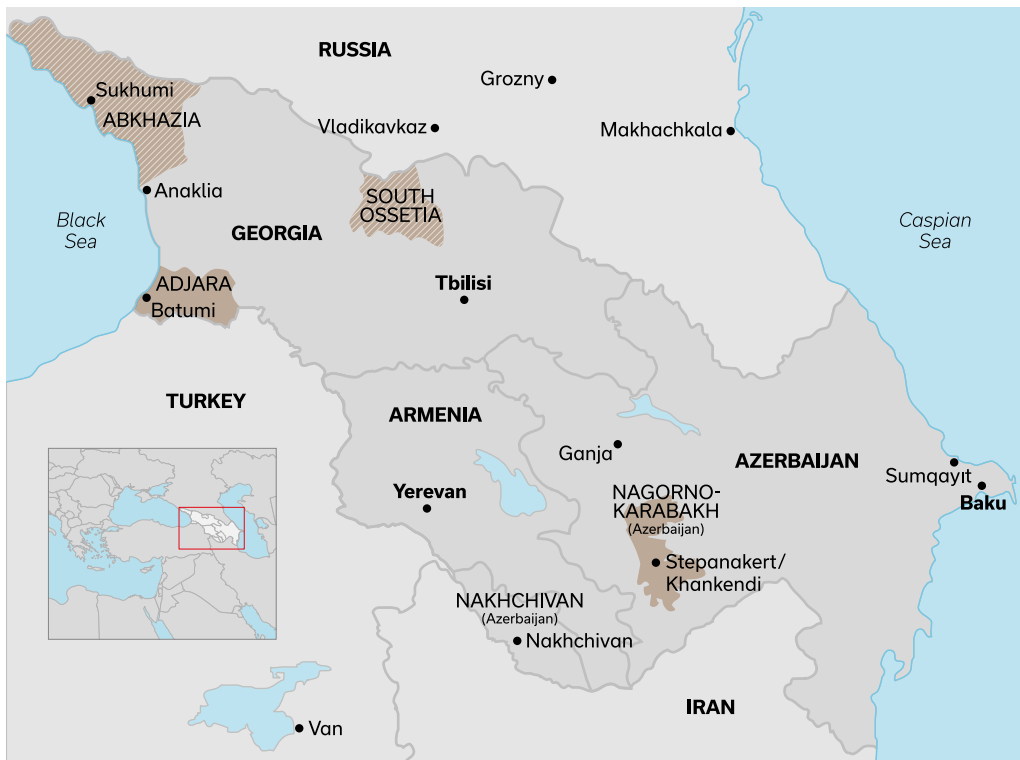 RUSSIA
Grozny
Sukhumi
ABKHAZIA
Vladikavkaz
Makhachkala
Anaklia
SOUTH
OSSETIA
Black
Sea
GEORGIA
Caspian
Sea
ADJARA
Batumi
Tbilisi
TURKEY
ARMENIA
Ganja
AZERBAIJAN
Sumqayıt
Baku
Yerevan
NAGORNO-
KARABAKH
(Azerbaijan)
Stepanakert/
Khankendi
NAKHCHIVAN
(Azerbaijan)
Nakhchivan
IRAN
Van